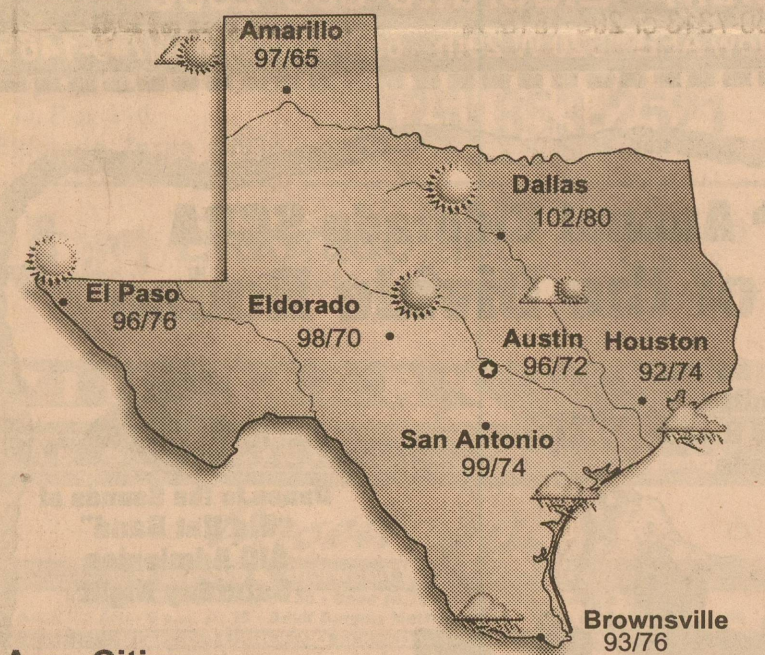 Amarillo
97/65
Dallas
102/80
El Paso
96/76
Eldorado
98/70
Austin
96/72
Houston
92/74
San Antonio
99/74
Brownsville
93/76